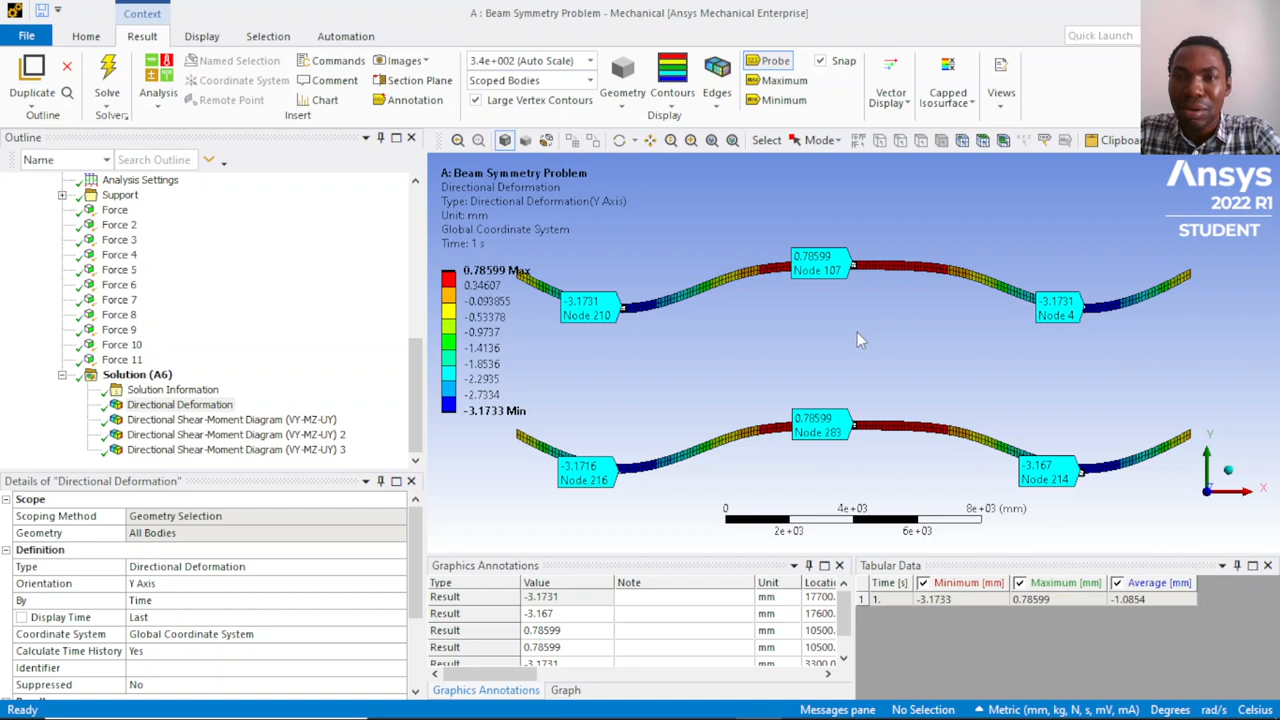 Context
A : Beam Symmetry Problem - Mechanical [Ansys Mechanical Enterprise]
File
Home
Result
Display
Selection
Automation
Quick Launch
Duplicate
Outline
Solve
Solver
Analysis
Named Selection
Coordinate System
Remote Point
Commands
Comment
Chart
Insert
Images
Section Plane
Annotation
3.4e+002 (Auto Scale)
Scoped Bodies
Large Vertex Contours
Geometry
Contours
Edges
Display
Probe
Maximum
Minimum
Snap
Vector
Display
Capped
Isosurface
Views
Outline
Name
Search Outline
Select
Mode
Clipboa
Analysis Settings
Support
Force
Force 2
Force 3
Force 4
Force 5
Force 6
Force 7
Force 8
Force 9
Force 10
Force 11
Solution (A6)
Solution Information
Directional Deformation
Directional Shear-Moment Diagram (VY-MZ-UY)
Directional Shear-Moment Diagram (VY-MZ-UY) 2
Directional Shear-Moment Diagram (VY-MZ-UY) 3
A: Beam Symmetry Problem
Directional Deformation
Type: Directional Deformation(Y Axis)
Unit: mm
Global Coordinate System
Time: 1 s
0.78599 Max
0.34607
-0.093855
-0.53378
-0.9737
-1.4136
-1.8536
-2.2935
-2.7334
-3.1733 Min
0.78599
Node 107
-3.1731
Node 210
-3.1731
Node 4
0.78599
Node 283
-3.1716
Node 216
-3.167
Node 214
Ansys
2022 R1
STUDENT
Y
X
0
4e+03
8e+03 (mm)
2e+03
6e+03
Details of "Directional Deformation"
Scope
Scoping Method Geometry Selection
Geometry All Bodies
Definition
Type Directional Deformation
Orientation Y Axis
By Time
Display Time Last
Coordinate System Global Coordinate System
Calculate Time History Yes
Identifier
Suppressed No
Graphics Annotations
Type Value Note Unit Locati
Result -3.1731 mm 17700.
Result -3.167 mm 17600.
Result 0.78599 mm 10500.
Result 0.78599 mm 10500.
Result -3.1731 mm 3300.0
Graphics Annotations Graph
Tabular Data
Time [s] Minimum [mm] Maximum [mm] Average [mm]
1 1. -3.1733 0.78599 -1.0854
Ready
Messages pane
No Selection
Metric (mm, kg, N, s, mV, mA)
Degrees
rad/s
Celsius